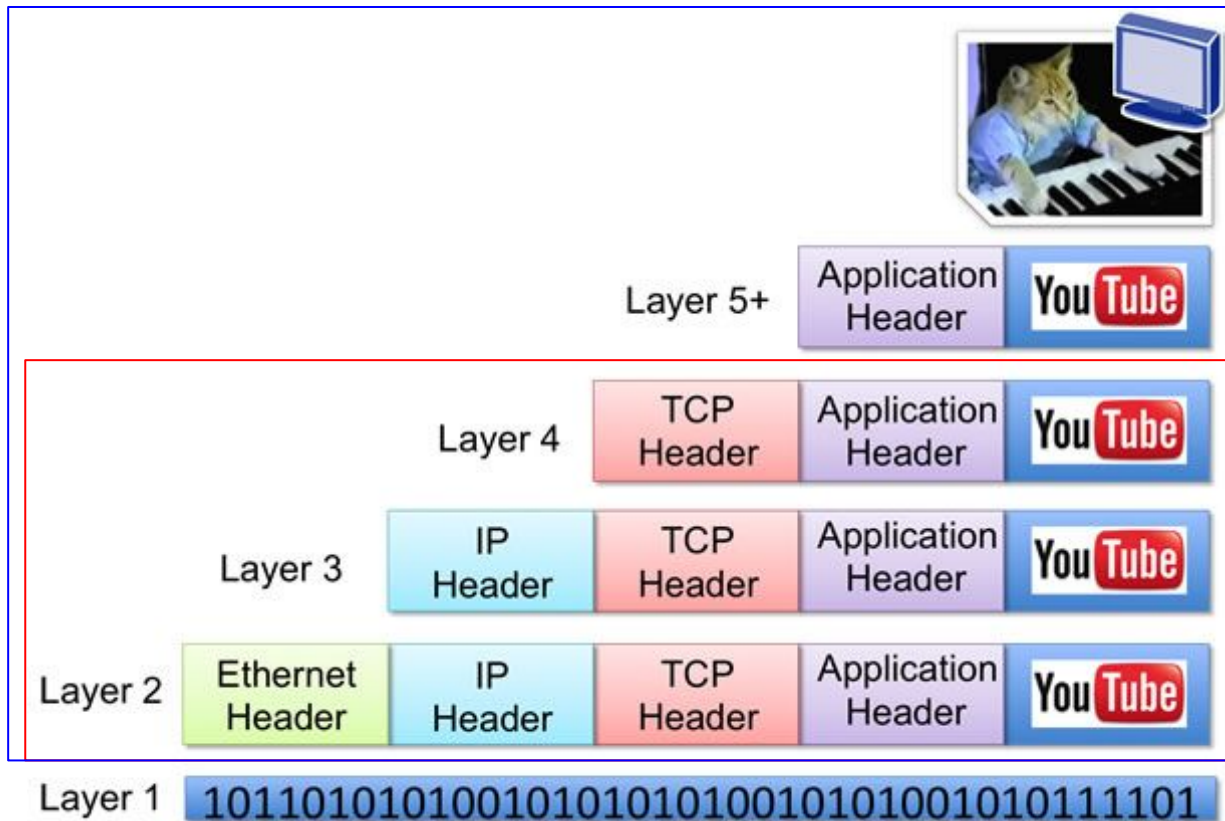 Layer 5+
Application
Header
YouTube
Layer 4
TCP
Header
Application
Header
YouTube
Layer 3
IP
Header
TCP
Header
Application
Header
YouTube
Layer 2
Ethernet
Header
IP
Header
TCP
Header
Application
Header
YouTube
Layer 1
101101010100101010101010010101001010111101